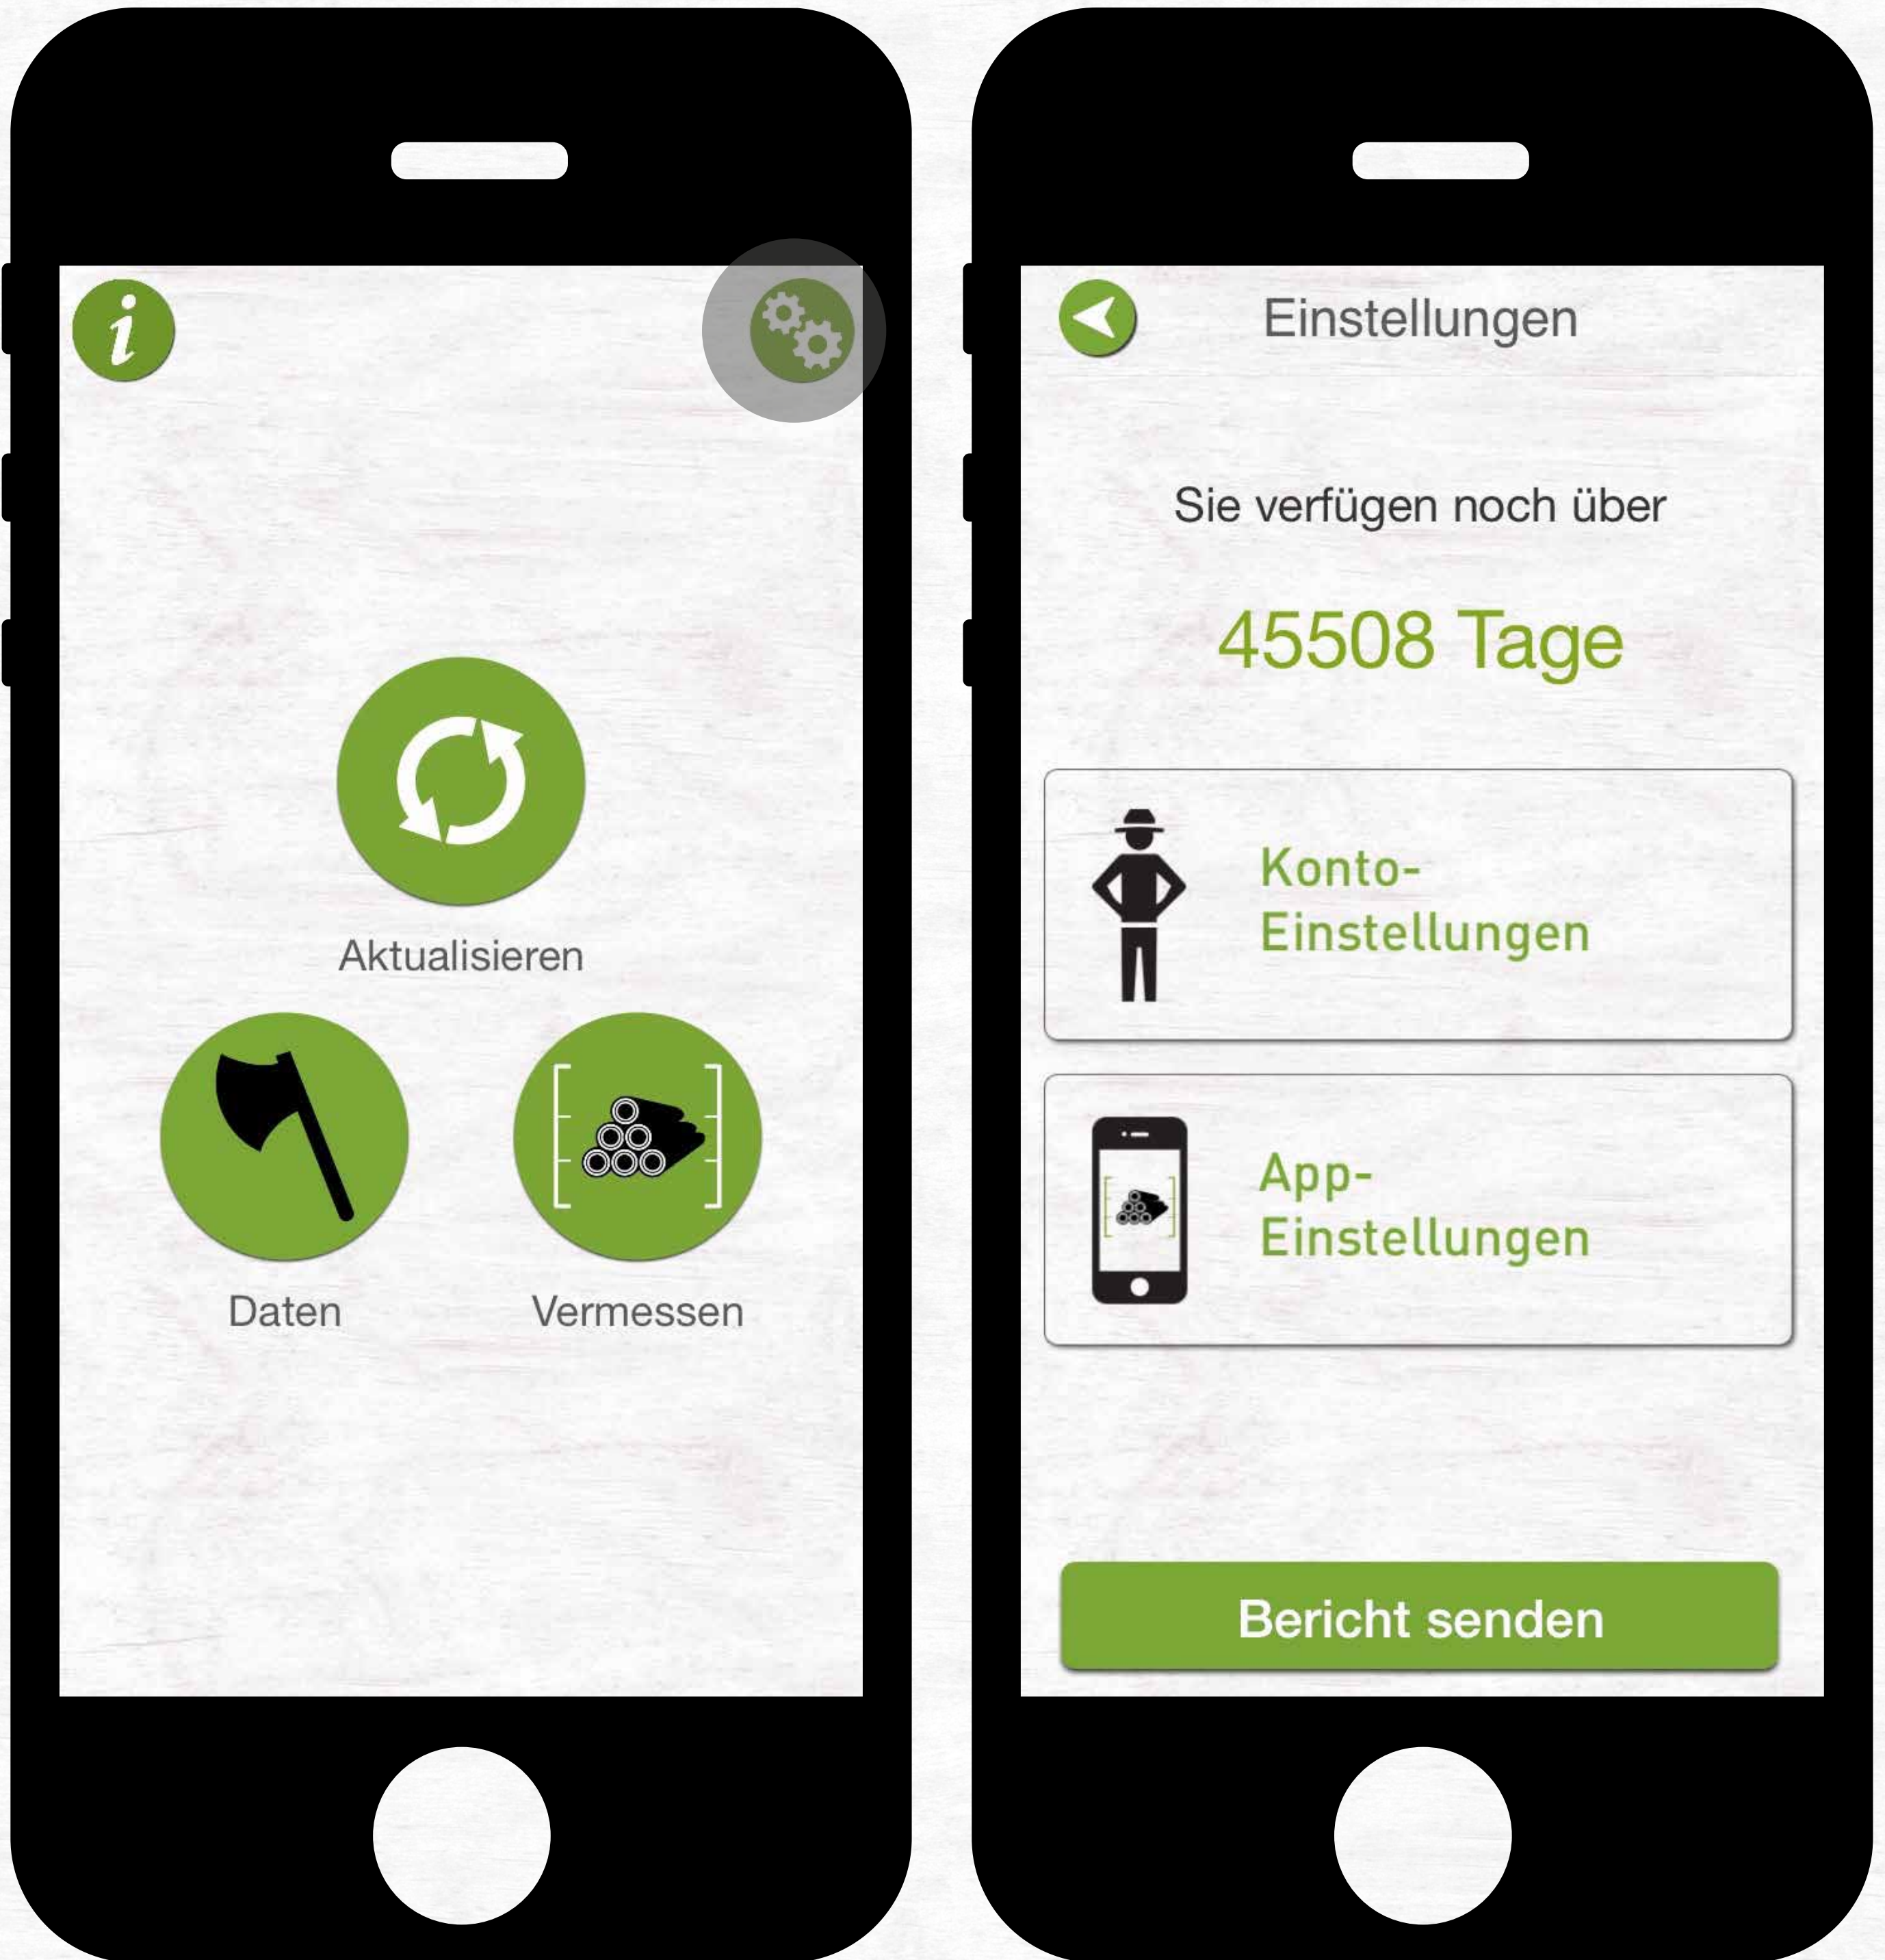 i
Aktualisieren
Daten
Vermessen
Einstellungen
Sie verfügen noch über
45508 Tage
Konto-
Einstellungen
App-
Einstellungen
Bericht senden